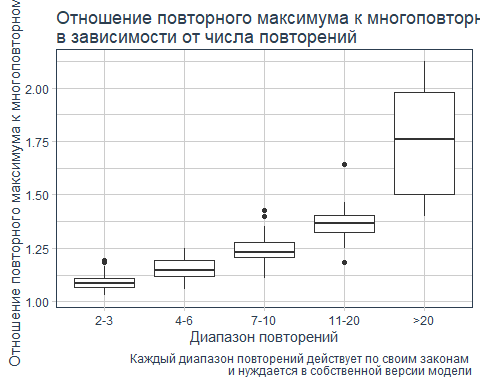 Отношение повторного максимума к
в зависимости от числа повторений
Отношение повторного максимума к
2.00
1.75
1.50
1.25
1.00
2-3
4-6
7-10
11-20
>20
Диапазон повторений
Каждый диапазон повторений действует по своим законам
и нуждается в собственной версии модели